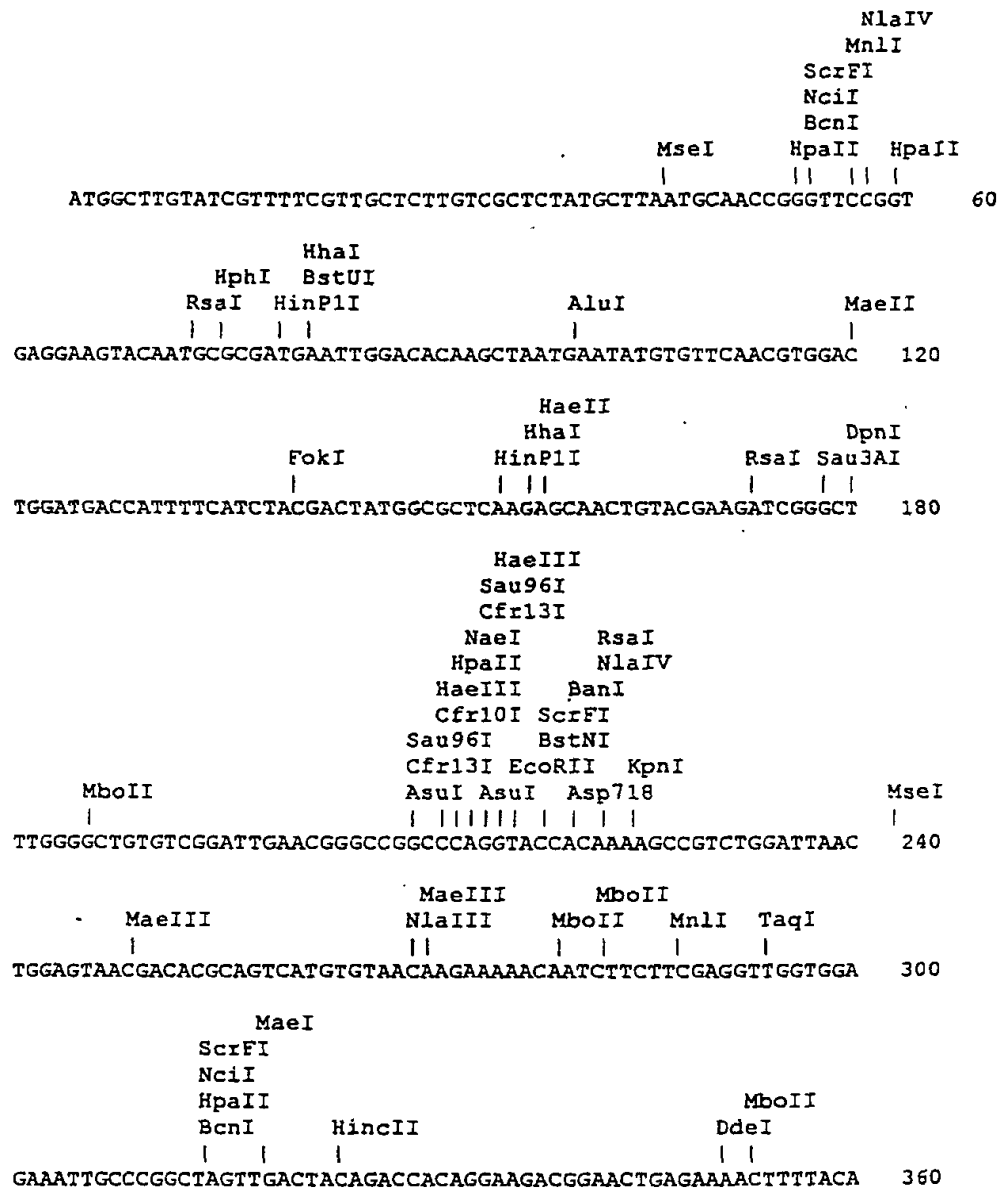 NlaIV
MnlI
ScrFI
NciI
BcnI
MseI HpaII HpaII
ATGGCTTGTATCGTTTTCGTTGCTCTTGTCGCTCTATGCTTAATGCAACCGGGTTCCGGT 60
HhaI
HphI BstUI
RsaI HinP1I AluI MaeII
GAGGAAGTACAATGCGCGATGAATTGGACACAAGCTAATGAATATGTGTTCAACGTGGAC 120
HaeII
HhaI DpnI
FokI HinP1I RsaI Sau3AI
TGGATGACCATTTTCATCTACGACTATGGCGCTCAAGAGCAACTGTACGAAGATCGGGCT 180
HaeIII
Sau96I
Cfr13I
NaeI RsaI
HpaII NlaIV
HaeIII BanI
Cfr10I ScrFI
Sau96I BstNI
Cfr13I EcoRII KpnI
MboII AsuI AsuI Asp718 MseI
TTGGGGCTGTGTCGGATTGAACGGGCCGGCCCAGGTACCACAAAAGCCGTCTGGATTAAC 240
MaeIII MboII
MaeIII NlaIII MboII MnlI TaqI
TGGAGTAACGACACGCAGTCATGTGTAACAAGAAAAACAATCTTCTTCGAGGTTGGTGGA 300
MaeI
ScrFI
NciI
HpaII MboII
BcnI HincII DdeI
GAAATTGCCCGGCTAGTTGACTACAGACCACAGGAAGACGGAACTGAGAAAACTTTTACA 360